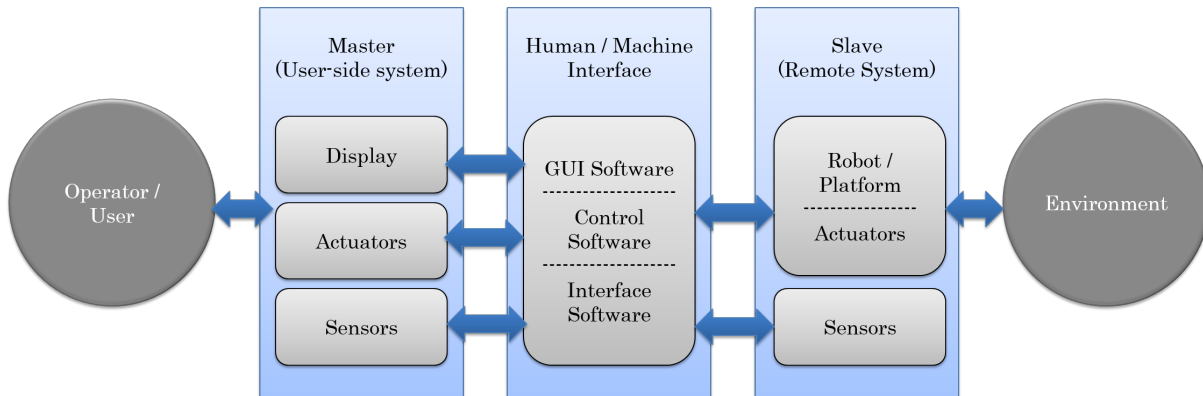 Operator /
User
Master
(User-side system)
Display
Actuators
Sensors
Human / Machine
Interface
GUI Software
Control
Software
Interface
Software
Slave
(Remote System)
Robot /
Platform
Actuators
Sensors
Environment